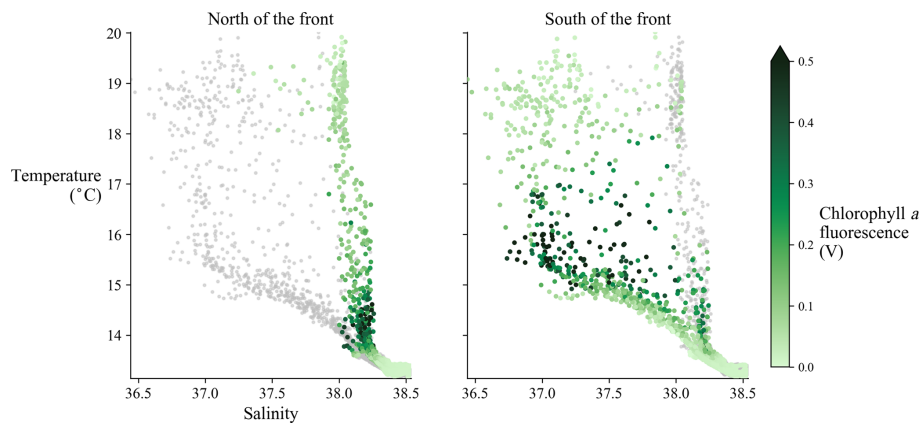 North of the front
South of the front
20
19
18
17
16
15
14
Temperature
(°C)
36.5 37.0 37.5 38.0 38.5
36.5 37.0 37.5 38.0 38.5
Salinity
0.5
0.4
0.3
0.2
0.1
0.0
Chlorophyll a
fluorescence
(V)